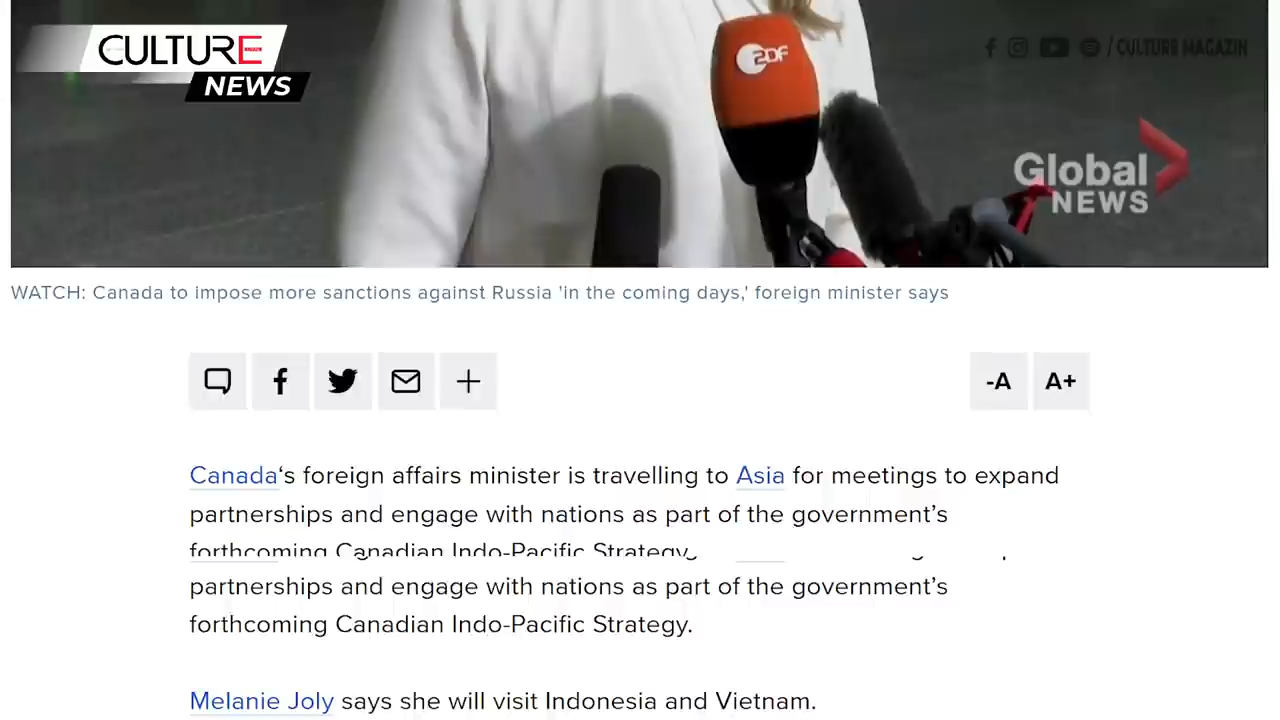 CULTURE
NEWS
ZDF
/ CULTURE MAGAZIN
Global
NEWS
WATCH: Canada to impose more sanctions against Russia 'in the coming days,' foreign minister says
-A A+
Canada‘s foreign affairs minister is travelling to Asia for meetings to expand
partnerships and engage with nations as part of the government’s
forthcoming Canadian Indo-Pacific Strategy.
partnerships and engage with nations as part of the government’s
forthcoming Canadian Indo-Pacific Strategy.
Melanie Joly says she will visit Indonesia and Vietnam.